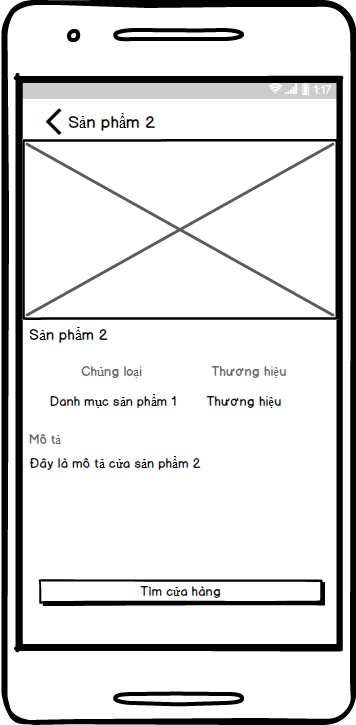 1:17
Sản phẩm 2
Sản phẩm 2
Chủng loại Thương hiệu
Danh mục sản phẩm 1 Thương hiệu
Mô tả
Đây là mô tả cửa sản phẩm 2
Tìm cửa hàng